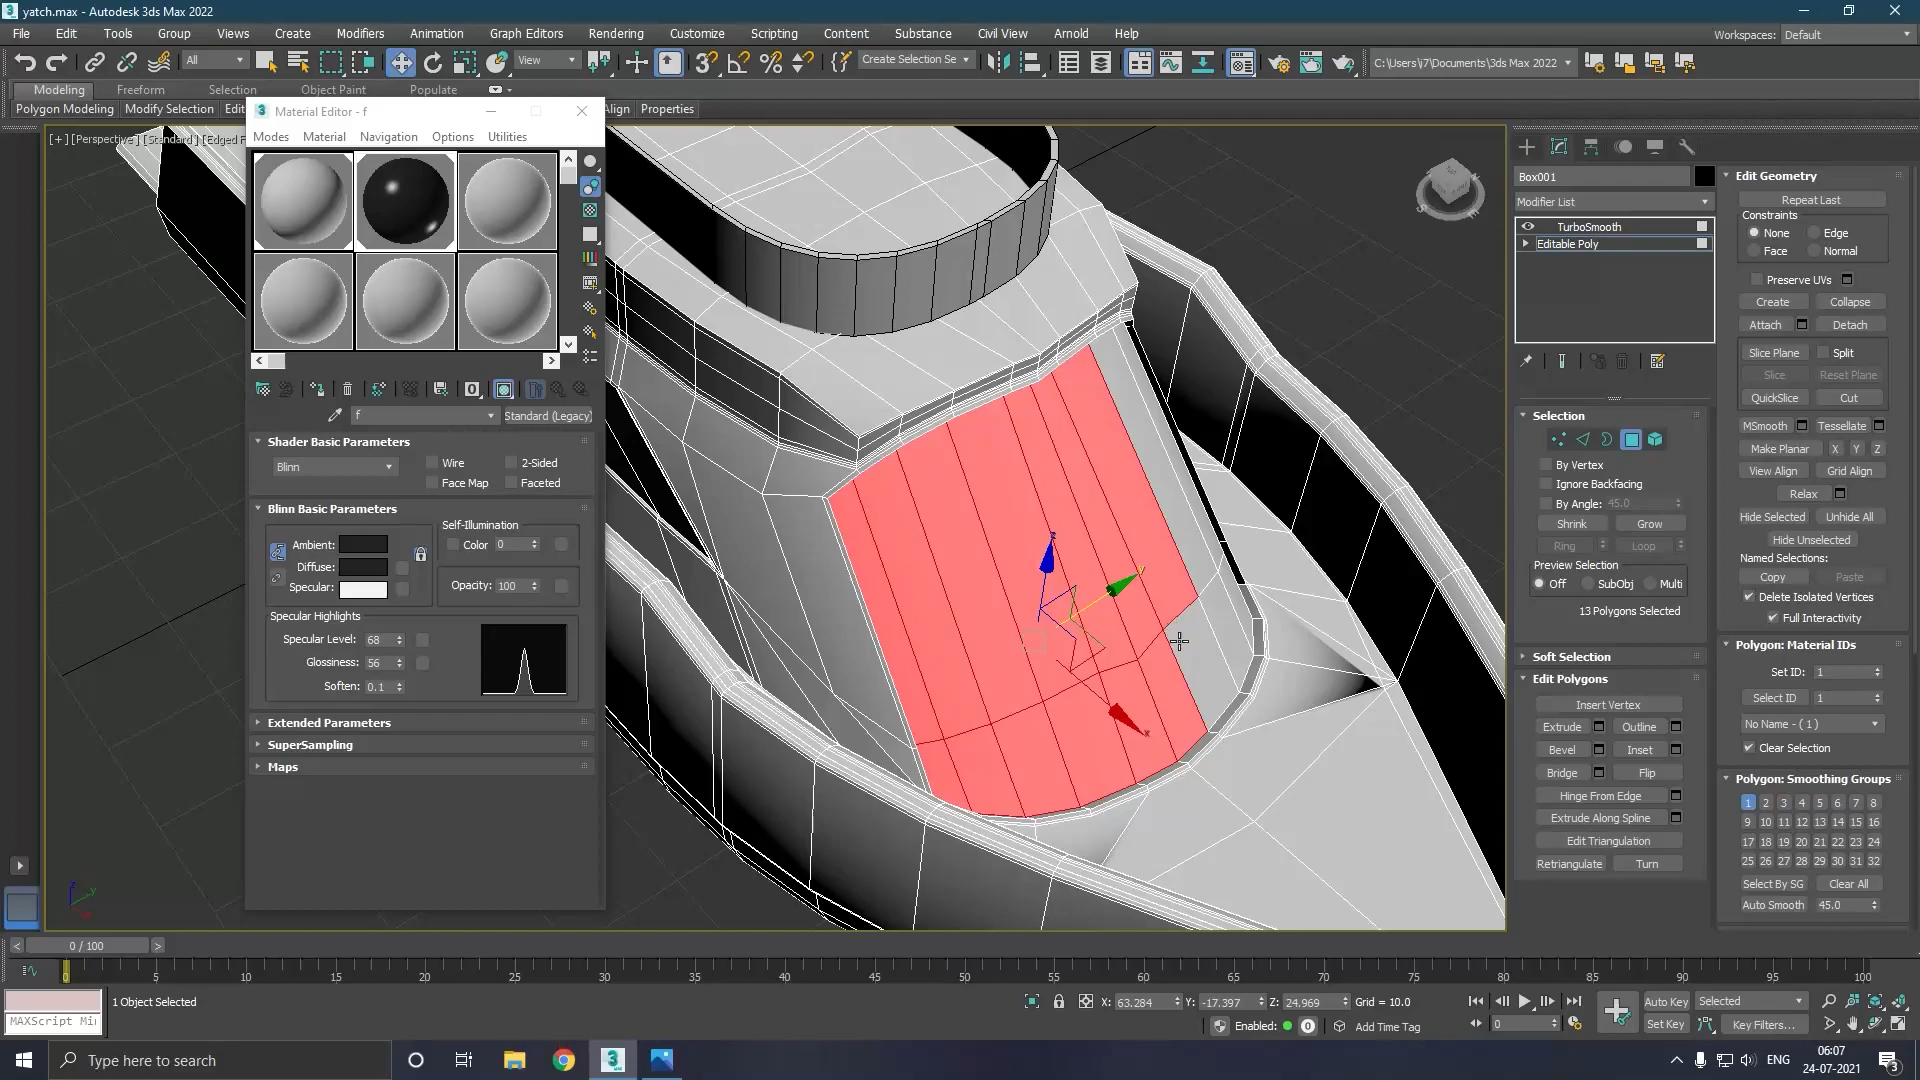 yatch.max - Autodesk 3ds Max 2022
File Edit Tools Group Views Create Modifiers Animation Graph Editors Rendering Customize Scripting Content Substance Civil View Arnold Help
Workspaces: Default
All View Create Selection Se C:\Users\i7\Documents\3ds Max 2022
Modeling Freeform Selection Object Paint Populate
Polygon Modeling Modify Selection Edit Align Properties
[+] [Perspective] [Standard] [Edged F
Material Editor - f
Modes Material Navigation Options Utilities
f Standard (Legacy)
Shader Basic Parameters
Blinn Wire 2-Sided
Face Map Faceted
Blinn Basic Parameters
Self-Illumination
Ambient: Color 0
Diffuse:
Specular: Opacity: 100
Specular Highlights
Specular Level: 68
Glossiness: 56
Soften: 0.1
Extended Parameters
SuperSampling
Maps
z
y
x
Box001
Modifier List
TurboSmooth
Editable Poly
Selection
By Vertex
Ignore Backfacing
By Angle: 45.0
Shrink Grow
Ring Loop
Preview Selection
Off SubObj Multi
13 Polygons Selected
Soft Selection
Edit Polygons
Insert Vertex
Extrude Outline
Bevel Inset
Bridge Flip
Hinge From Edge
Extrude Along Spline
Edit Triangulation
Retriangulate Turn
Edit Geometry
Repeat Last
Constraints
None Edge
Face Normal
Preserve UVs
Create Collapse
Attach Detach
Slice Plane Split
Slice Reset Plane
QuickSlice Cut
MSmooth Tessellate
Make Planar X Y Z
View Align Grid Align
Relax
Hide Selected Unhide All
Hide Unselected
Named Selections:
Copy Paste
Delete Isolated Vertices
Full Interactivity
Polygon: Material IDs
Set ID: 1
Select ID 1
No Name - ( 1 )
Clear Selection
Polygon: Smoothing Groups
1 2 3 4 5 6 7 8
9 10 11 12 13 14 15 16
17 18 19 20 21 22 23 24
25 26 27 28 29 30 31 32
Select By SG Clear All
Auto Smooth 45.0
< 0 / 100 >
0 5 10 15 20 25 30 35 40 45 50 55 60 65 70 75 80 85 90 95 100
1 Object Selected
MAXScript Mi
X: 63.284 Y: -17.397 Z: 24.969 Grid = 10.0
Enabled: 0 Add Time Tag
0
Auto Key Selected
Set Key Key Filters...
Type here to search
ENG
06:07
24-07-2021
3